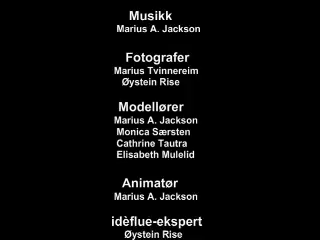 Musikk
Marius A. Jackson
Fotografer
Marius Tvinnereim
Øystein Rise
Modellører
Marius A. Jackson
Monica Særsten
Cathrine Tautra
Elisabeth Mulelid
Animatør
Marius A. Jackson
idèflue-ekspert
Øystein Rise